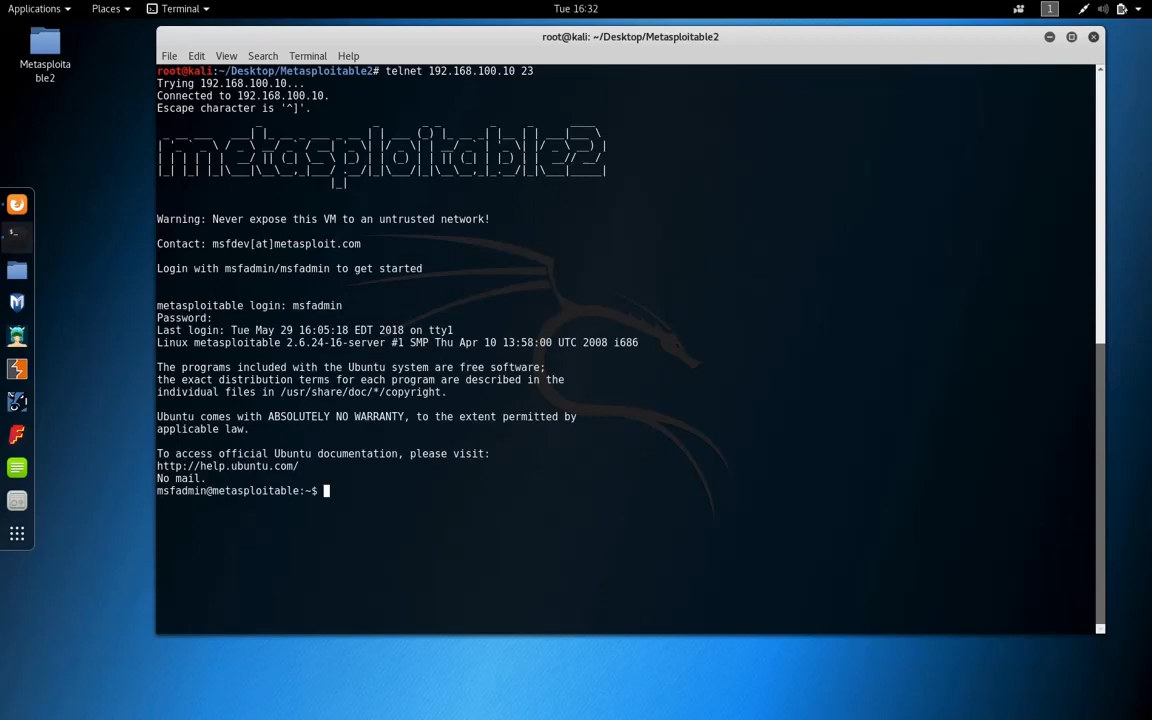 Applications Places Terminal Tue 16:32 1
Metasploita
ble2
root@kali: ~/Desktop/Metasploitable2
File Edit View Search Terminal Help
root@kali:~/Desktop/Metasploitable2# telnet 192.168.100.10 23
Trying 192.168.100.10...
Connected to 192.168.100.10.
Escape character is '^]'.
metasploitable2
Warning: Never expose this VM to an untrusted network!
Contact: msfdev[at]metasploit.com
Login with msfadmin/msfadmin to get started
metasploitable login: msfadmin
Password:
Last login: Tue May 29 16:05:18 EDT 2018 on tty1
Linux metasploitable 2.6.24-16-server #1 SMP Thu Apr 10 13:58:00 UTC 2008 i686
The programs included with the Ubuntu system are free software;
the exact distribution terms for each program are described in the
individual files in /usr/share/doc/*/copyright.
Ubuntu comes with ABSOLUTELY NO WARRANTY, to the extent permitted by
applicable law.
To access official Ubuntu documentation, please visit:
http://help.ubuntu.com/
No mail.
msfadmin@metasploitable:~$